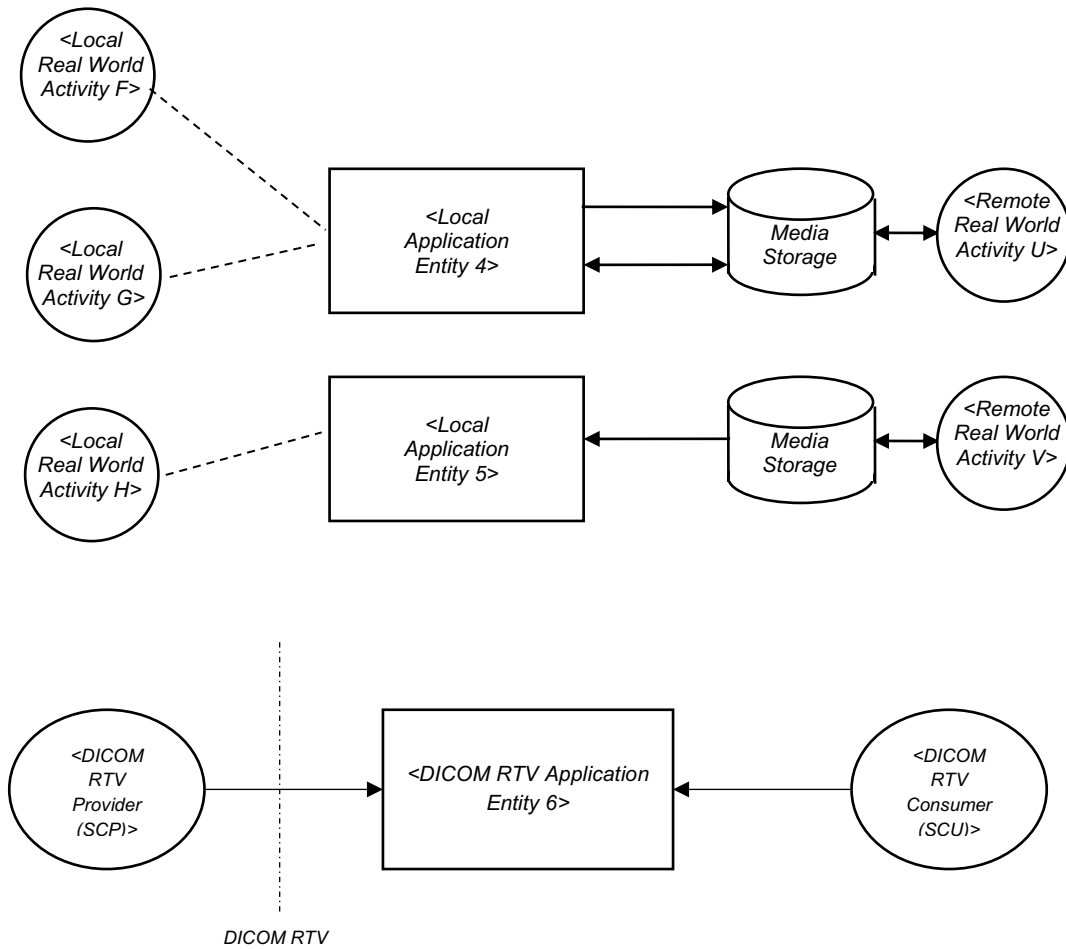 <Local
Real World
Activity F>
<Local
Application
Entity 4>
Media
Storage
<Remote
Real World
Activity U>
<Local
Real World
Activity G>
<Local
Application
Entity 5>
Media
Storage
<Remote
Real World
Activity V>
<Local
Real World
Activity H>
<DICOM
RTV
Provider
(SCP)>
<DICOM RTV Application
Entity 6>
<DICOM
RTV
Consumer
(SCU)>
DICOM RTV